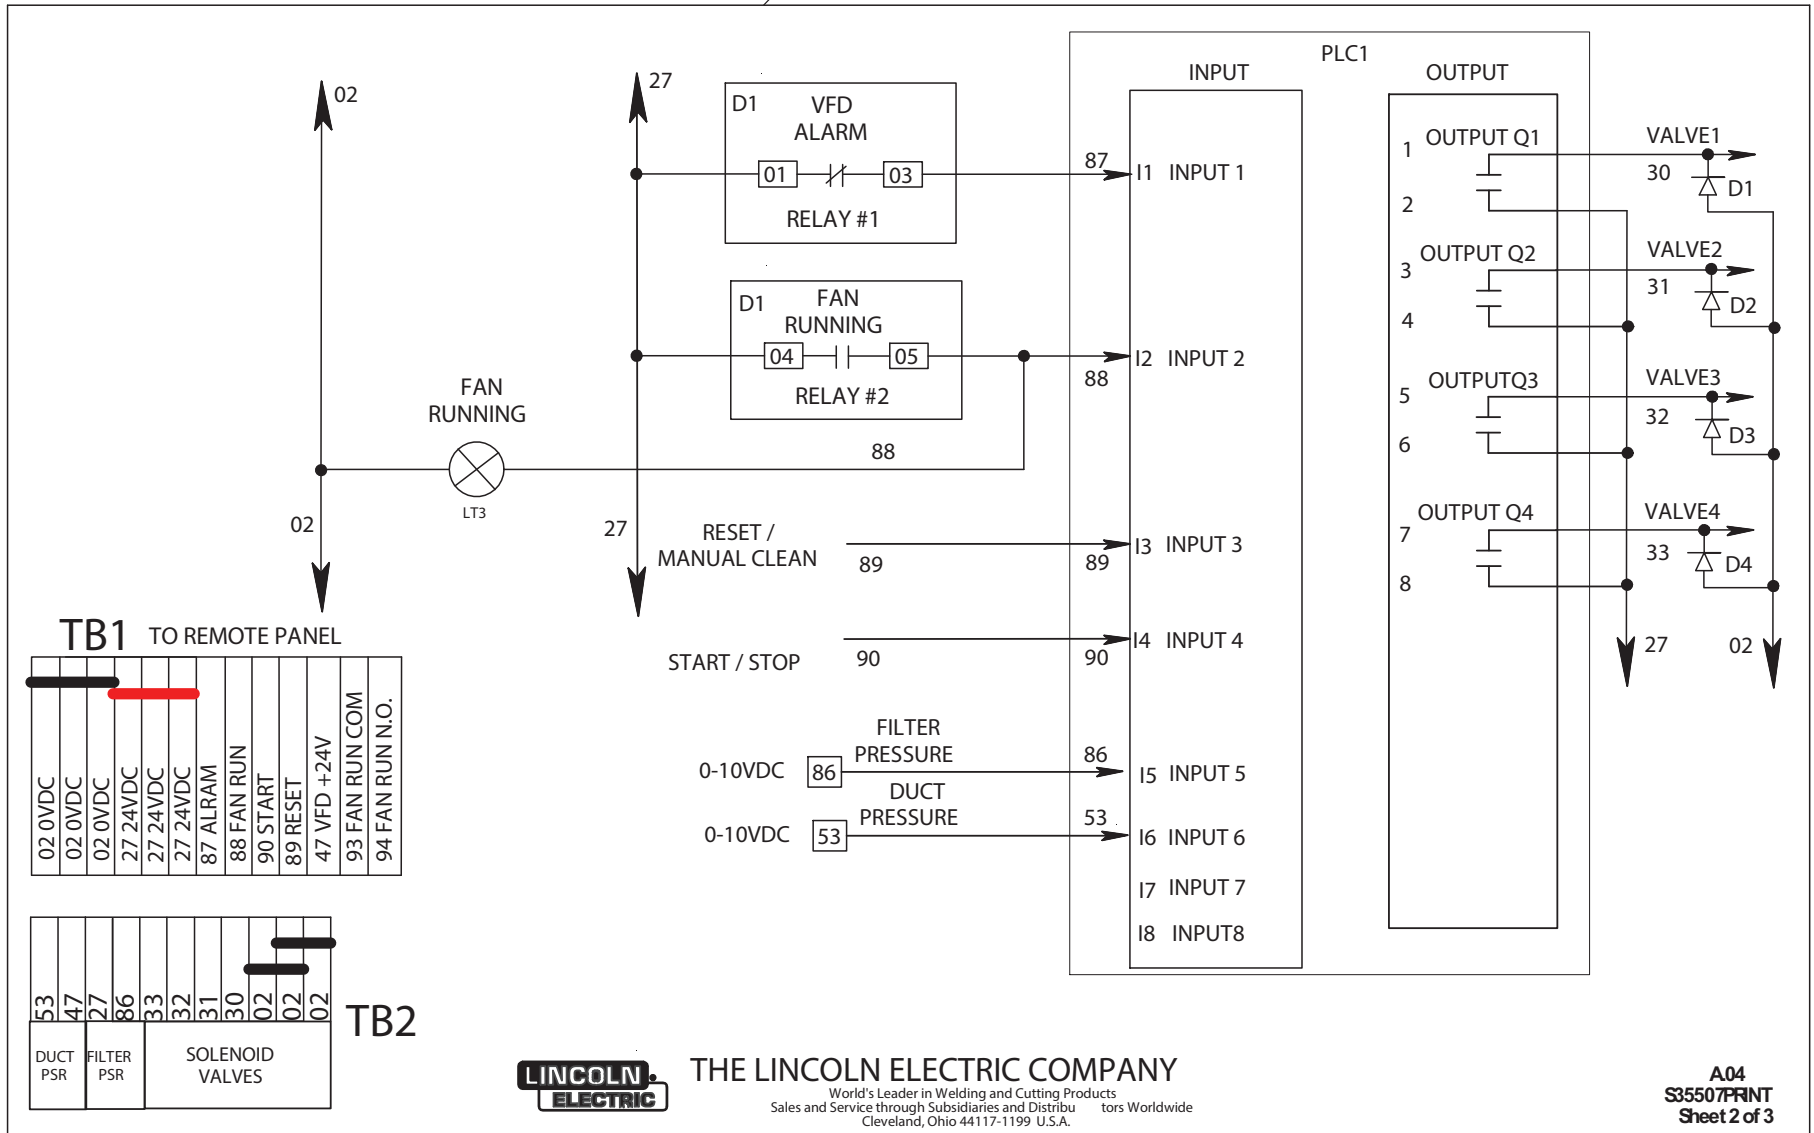 PLC1
INPUT
OUTPUT
02
27
D1
VFD
ALARM
01
03
RELAY #1
87
I1 INPUT 1
1
OUTPUT Q1
2
VALVE1
30
D1
D1
FAN
RUNNING
04
05
RELAY #2
88
I2 INPUT 2
3
OUTPUT Q2
4
VALVE2
31
D2
FAN
RUNNING
LT3
88
5
OUTPUTQ3
6
VALVE3
32
D3
02
27
RESET /
MANUAL CLEAN
89
89
I3 INPUT 3
7
OUTPUT Q4
8
VALVE4
33
D4
START / STOP
90
90
I4 INPUT 4
27
02
FILTER
PRESSURE
0-10VDC
86
86
I5 INPUT 5
DUCT
PRESSURE
0-10VDC
53
53
I6 INPUT 6
I7 INPUT 7
I8 INPUT8
TB1 TO REMOTE PANEL
02 0VDC
02 0VDC
02 0VDC
27 24VDC
27 24VDC
27 24VDC
87 ALRAM
88 FAN RUN
90 START
89 RESET
47 VFD +24V
93 FAN RUN COM
94 FAN RUN N.O.
53
47
27
86
33
32
31
30
02
02
02
TB2
DUCT
PSR
FILTER
PSR
SOLENOID
VALVES
LINCOLN
ELECTRIC
THE LINCOLN ELECTRIC COMPANY
World's Leader in Welding and Cutting Products
Sales and Service through Subsidiaries and Distribu tors Worldwide
Cleveland, Ohio 44117-1199 U.S.A.
A.04
S35507PRINT
Sheet 2 of 3